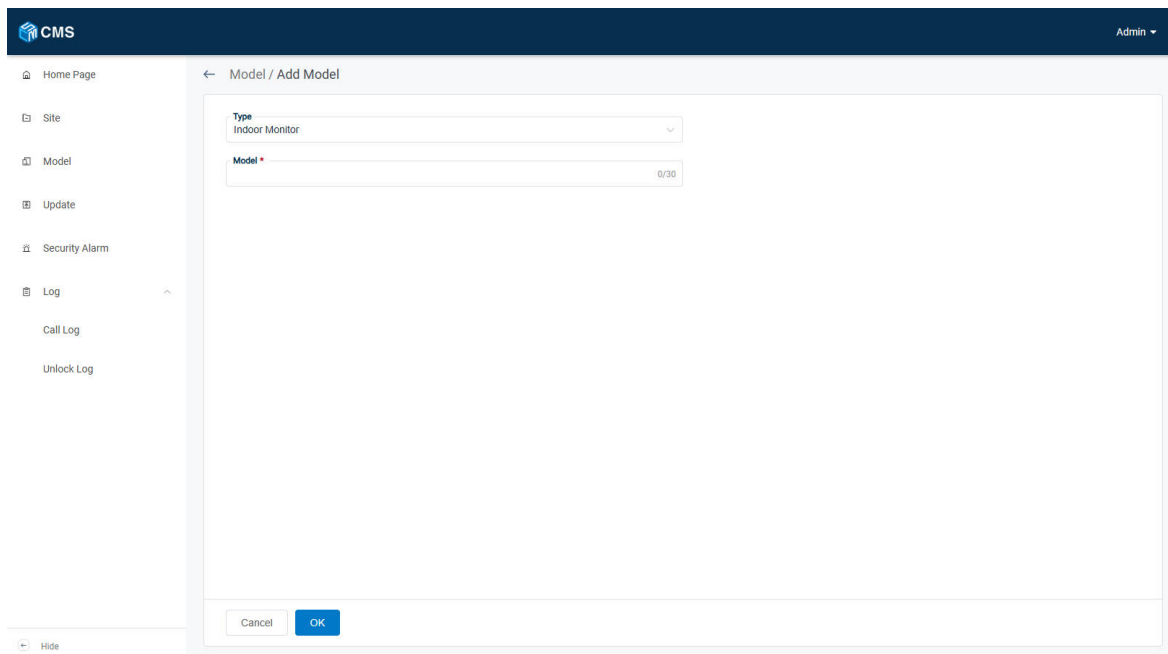 CMS
Admin
Home Page
Site
Model
Update
Security Alarm
Log
Call Log
Unlock Log
Hide
Model / Add Model
Type
Indoor Monitor
Model *
0/30
Cancel
OK